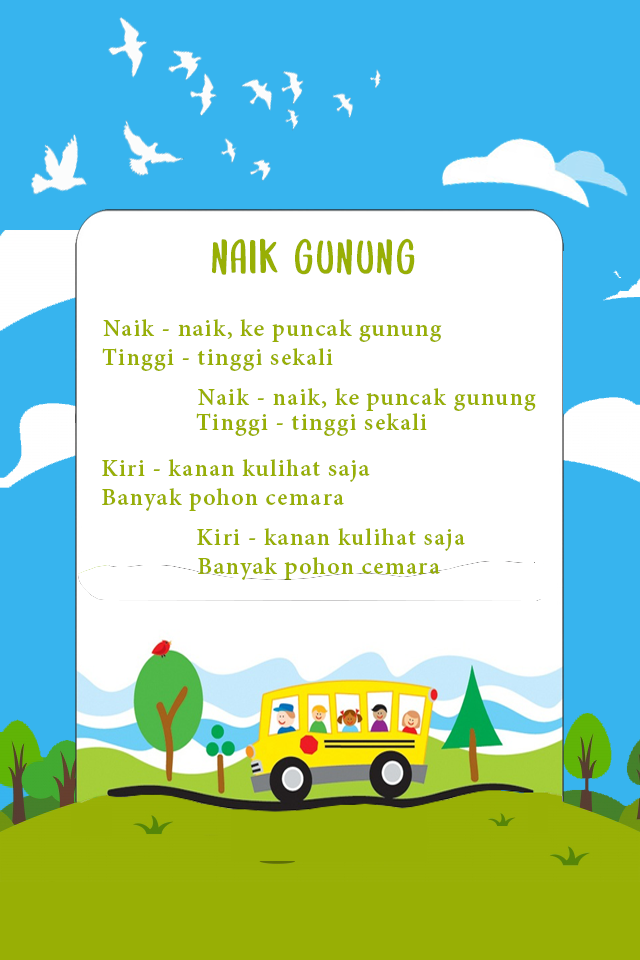 NAIK GUNUNG
Naik - naik, ke puncak gunung
Tinggi - tinggi sekali
Naik - naik, ke puncak gunung
Tinggi - tinggi sekali
Kiri - kanan kulihat saja
Banyak pohon cemara
Kiri - kanan kulihat saja
Banyak pohon cemara